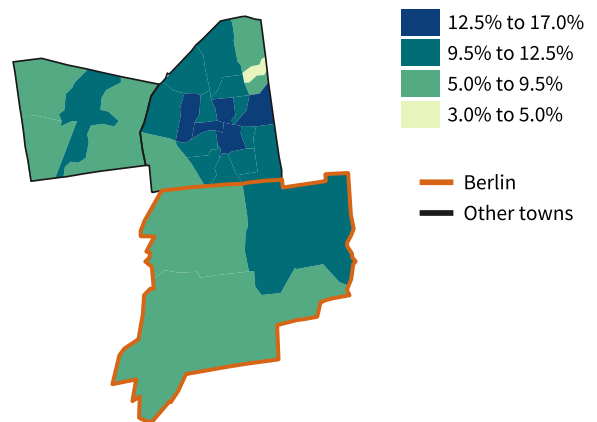 12.5% to 17.0%
9.5% to 12.5%
5.0% to 9.5%
3.0% to 5.0%
Berlin
Other towns